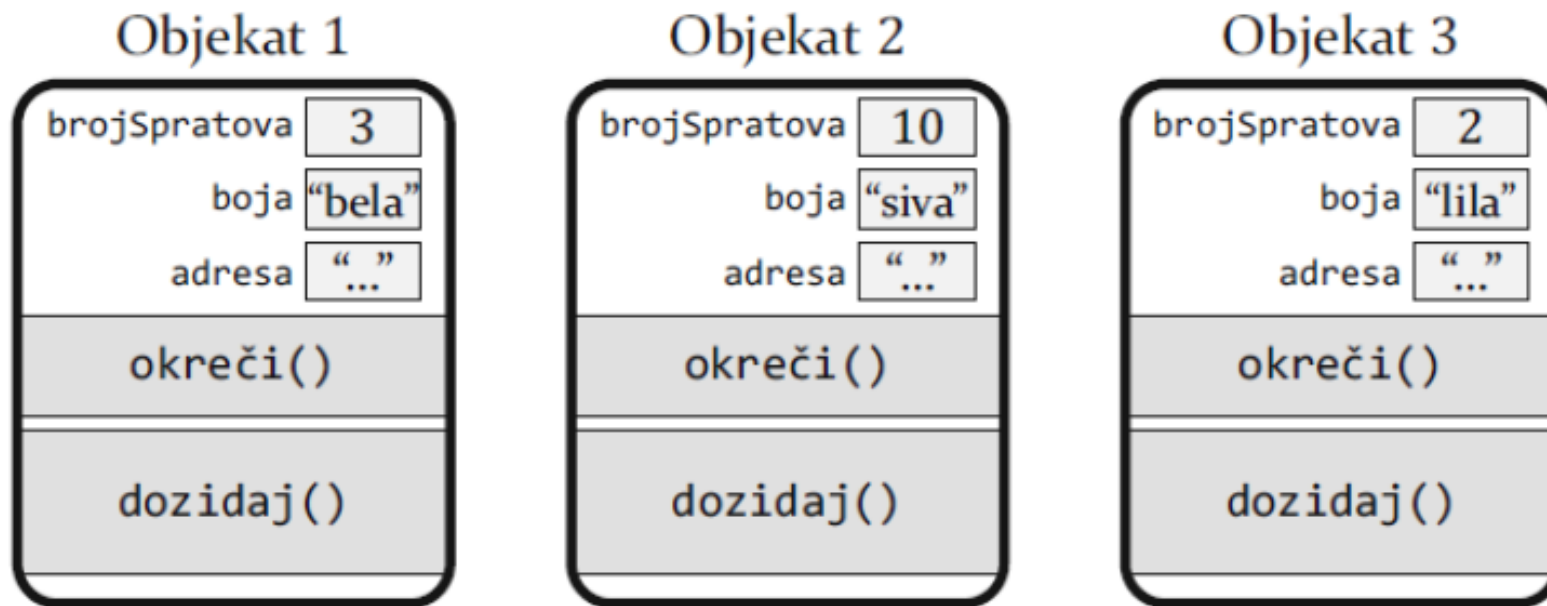 Objekat 1
brojSpratova 3
boja “bela”
adresa “...”
okreči()
dozidaj()
Objekat 2
brojSpratova 10
boja “siva”
adresa “...”
okreči()
dozidaj()
Objekat 3
brojSpratova 2
boja “lila”
adresa “...”
okreči()
dozidaj()